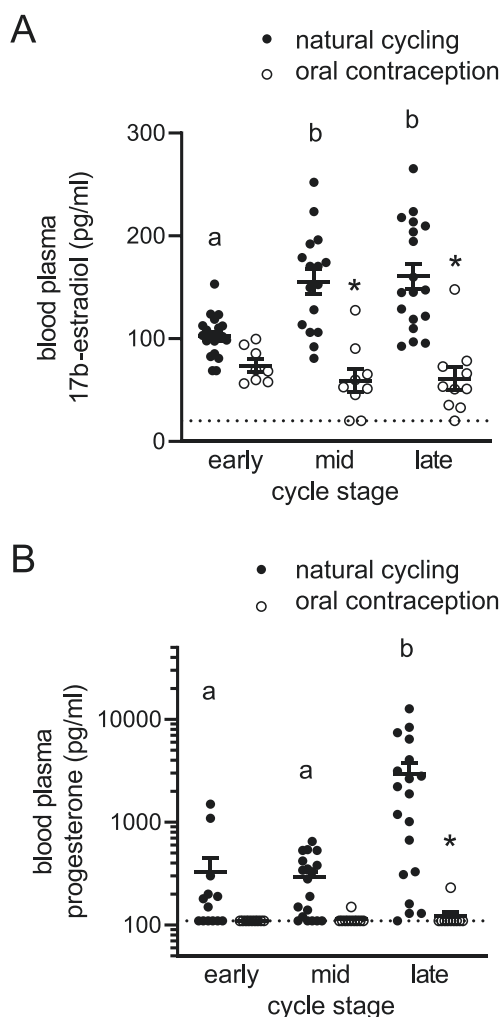 A
● natural cycling
○ oral contraception
blood plasma
17b-estradiol (pg/ml)
300
200
100
0
a
b
b
*
*
early mid late
cycle stage
B
● natural cycling
○ oral contraception
blood plasma
progesterone (pg/ml)
10000
1000
100
a
a
b
*
early mid late
cycle stage